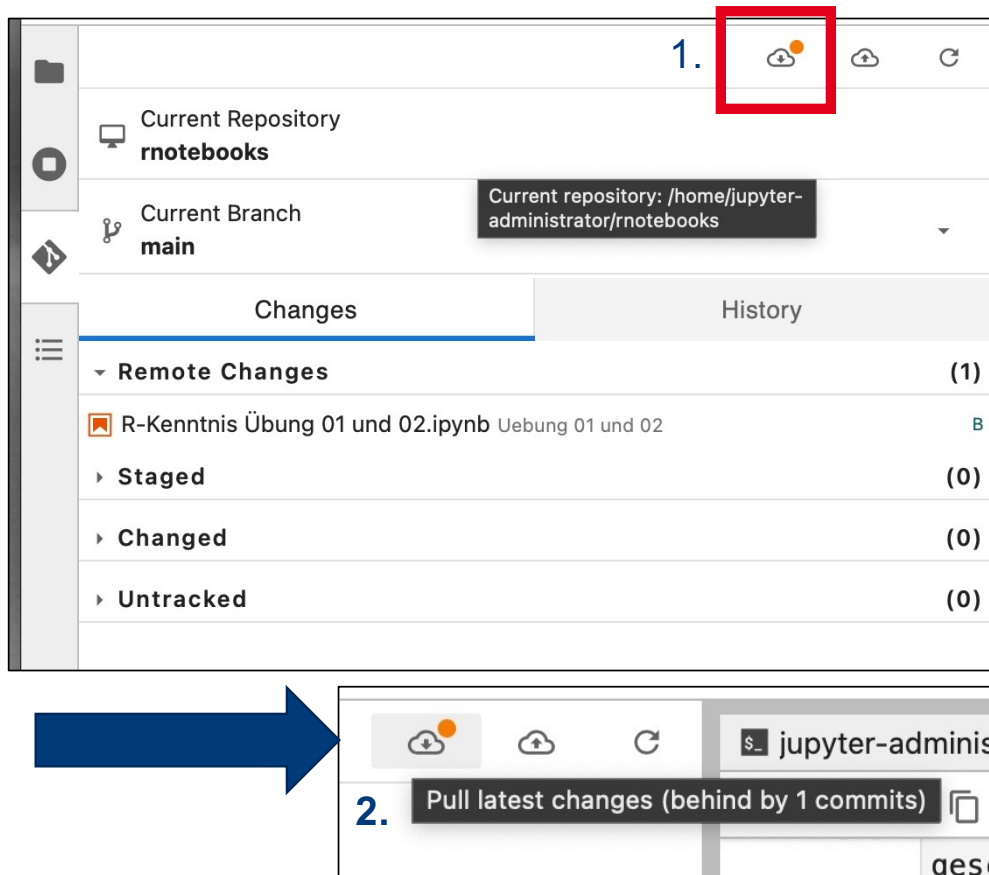 1.
Current Repository
rnotebooks
Current repository: /home/jupyter-
administrator/rnotebooks
Current Branch
main
Changes History
Remote Changes (1)
R-Kenntnis Übung 01 und 02.ipynb Uebung 01 und 02 B
Staged (0)
Changed (0)
Untracked (0)
$_ jupyter-adminis
2.
Pull latest changes (behind by 1 commits)